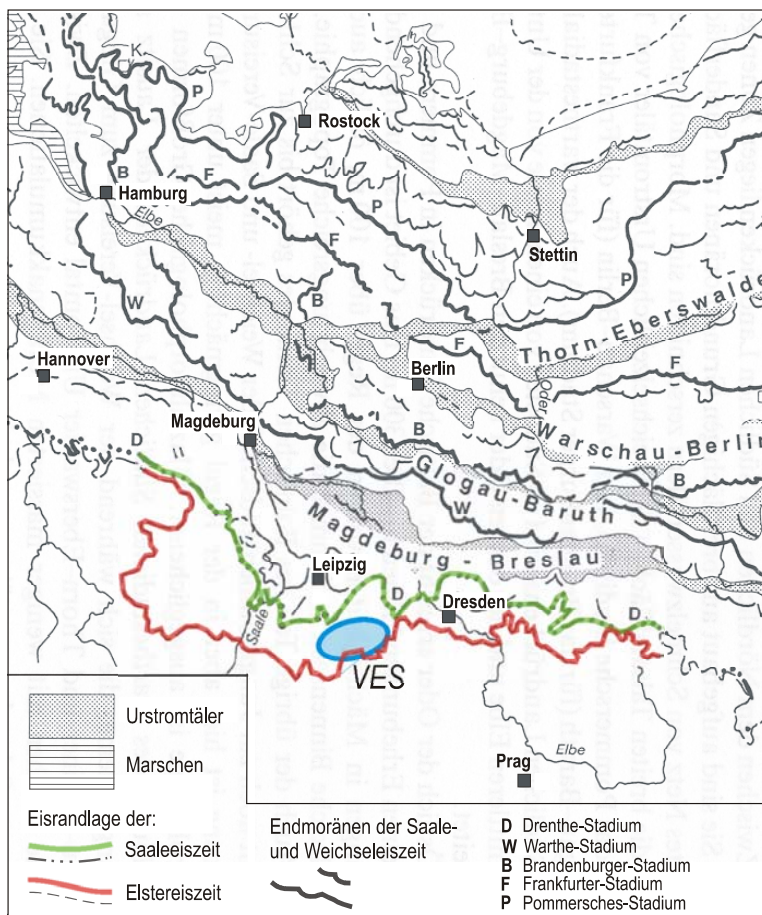 K
P
Rostock
B
Hamburg
Elbe
F
P
Stettin
F
W
B
P
Thorn-Eberswalde
Hannover
F
Berlin
F
Oder
Magdeburg
Warschau-Berlin
D
B
Glogau-Baruth
B
W
Magdeburg - Breslau
Leipzig
D
Dresden
D
Saale
VES
Urstromtäler
Marschen
Elbe
Prag
Eisrandlage der:
Saaleeiszeit
Elstereiszeit
Endmoränen der Saale-
und Weichseleiszeit
D Drenthe-Stadium
W Warthe-Stadium
B Brandenburger-Stadium
F Frankfurter-Stadium
P Pommersches-Stadium